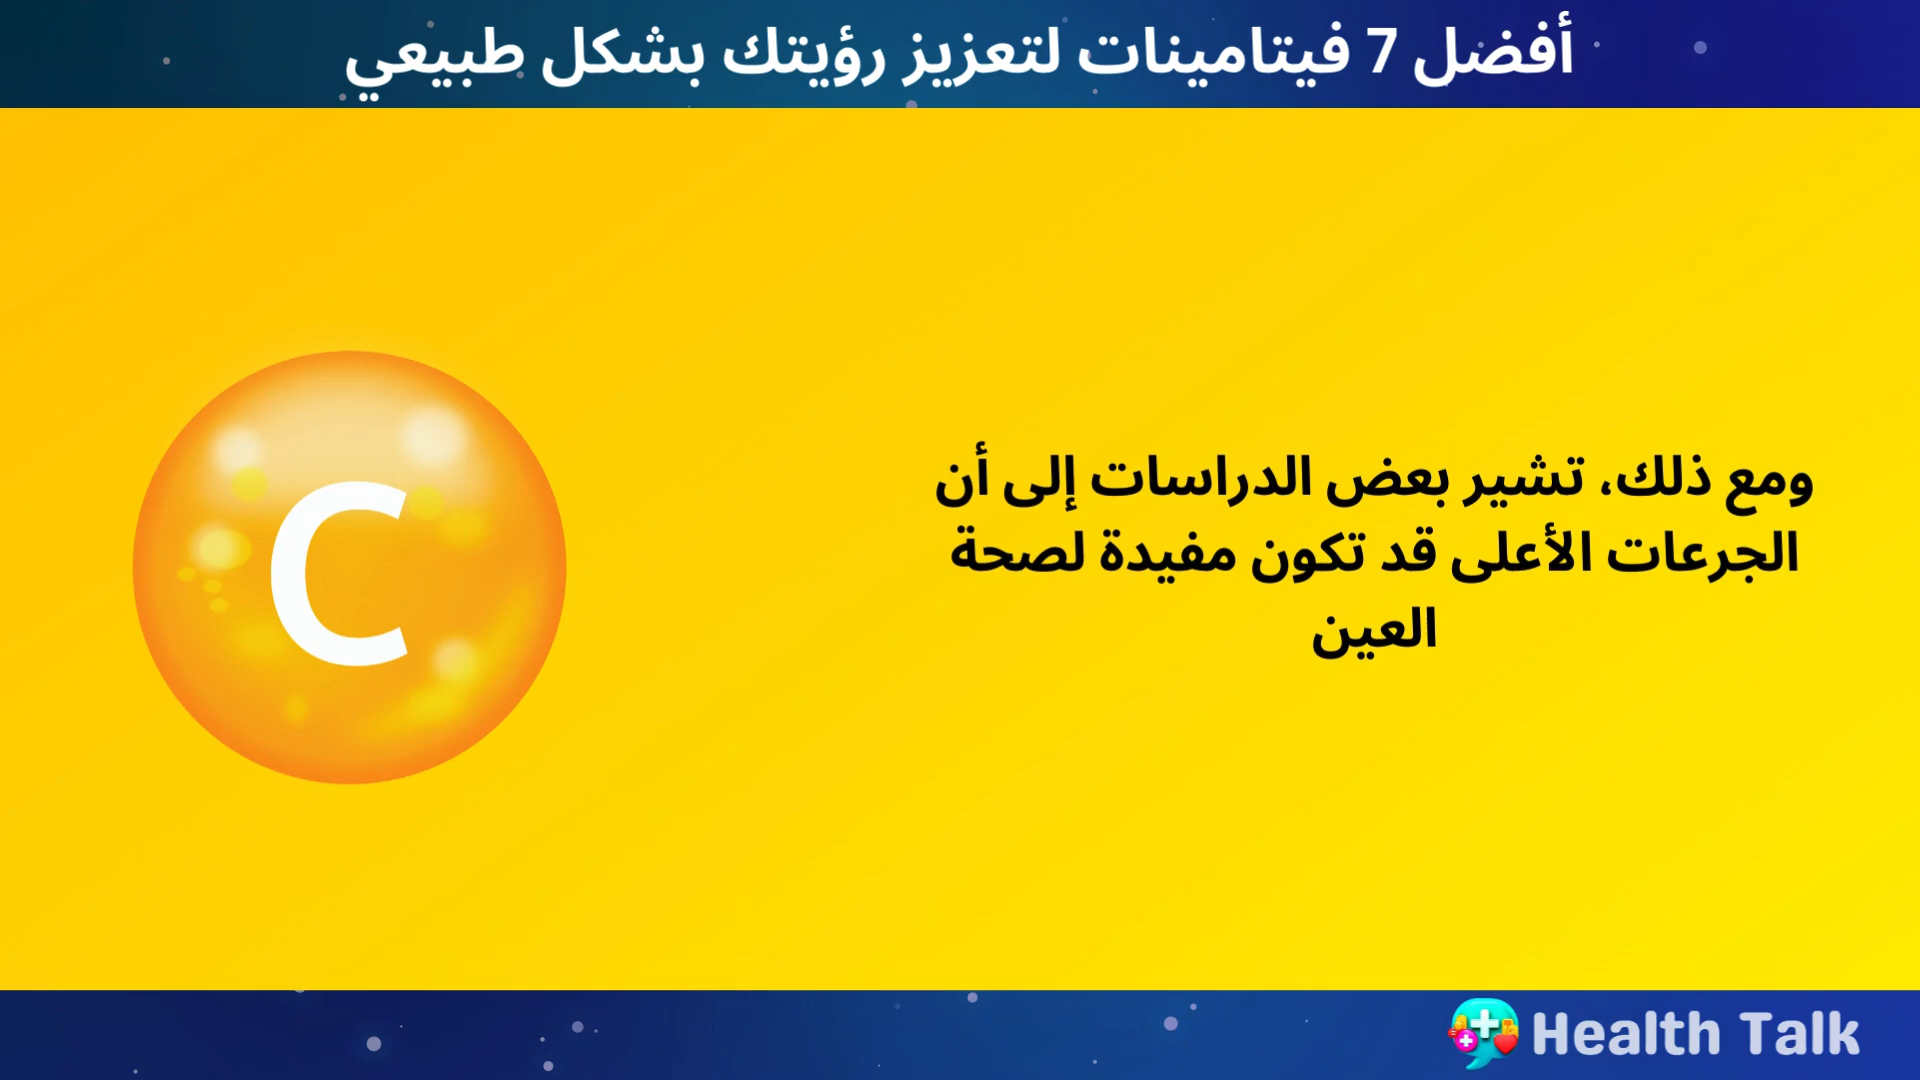 أفضل 7 فيتامينات لتعزيز رؤيتك بشكل طبيعي
C
ومع ذلك، تشير بعض الدراسات إلى أن
الجرعات الأعلى قد تكون مفيدة لصحة
العين
Health Talk